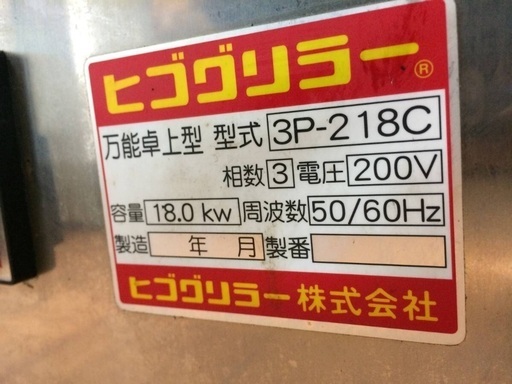 ヒゴグリラー®
万能卓上型 型式 3P-218C
相数 3 電圧 200V
容量 18.0 kw 周波数 50/60Hz
製造 年 月 製番
ヒゴグリラー株式会社